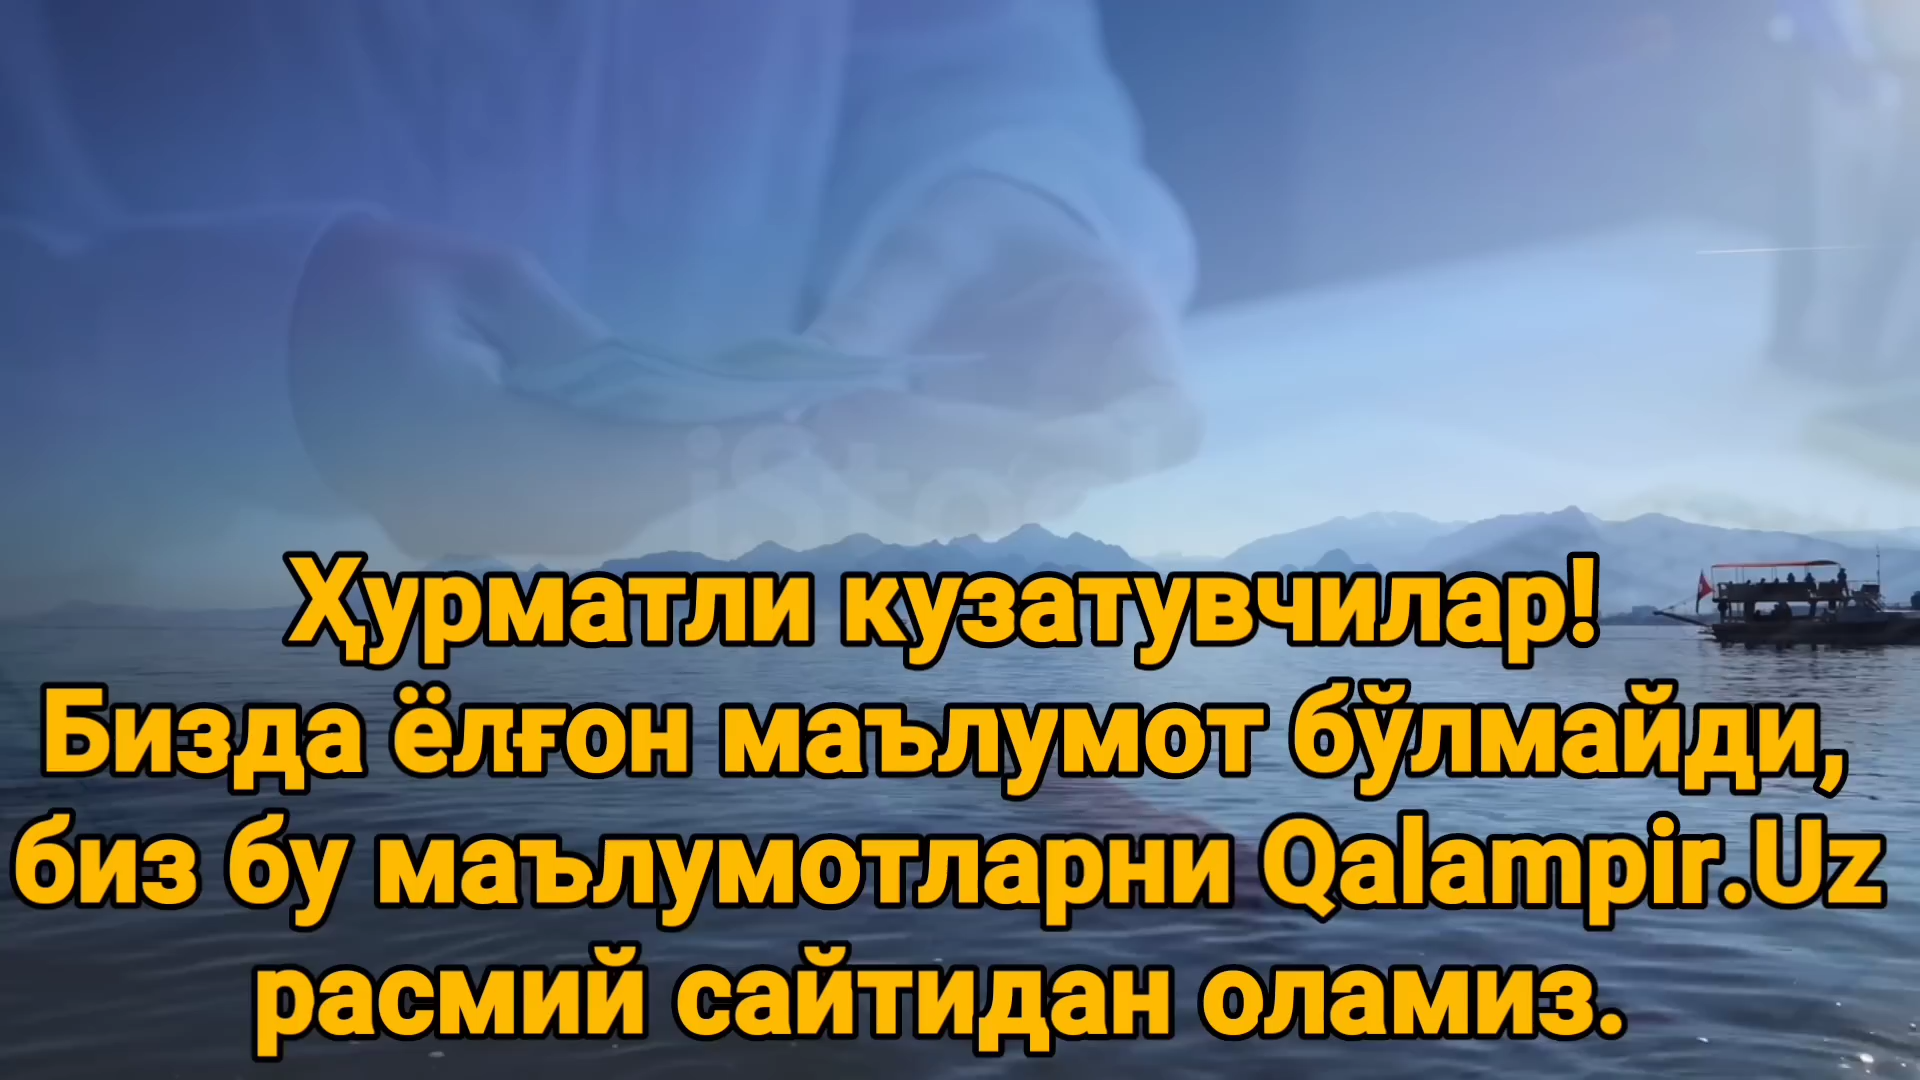 Ҳурматли кузатувчилар!
Бизда ёлғон маълумот бўлмайди,
биз бу маълумотларни Qalampir.Uz
расмий сайтидан оламиз.